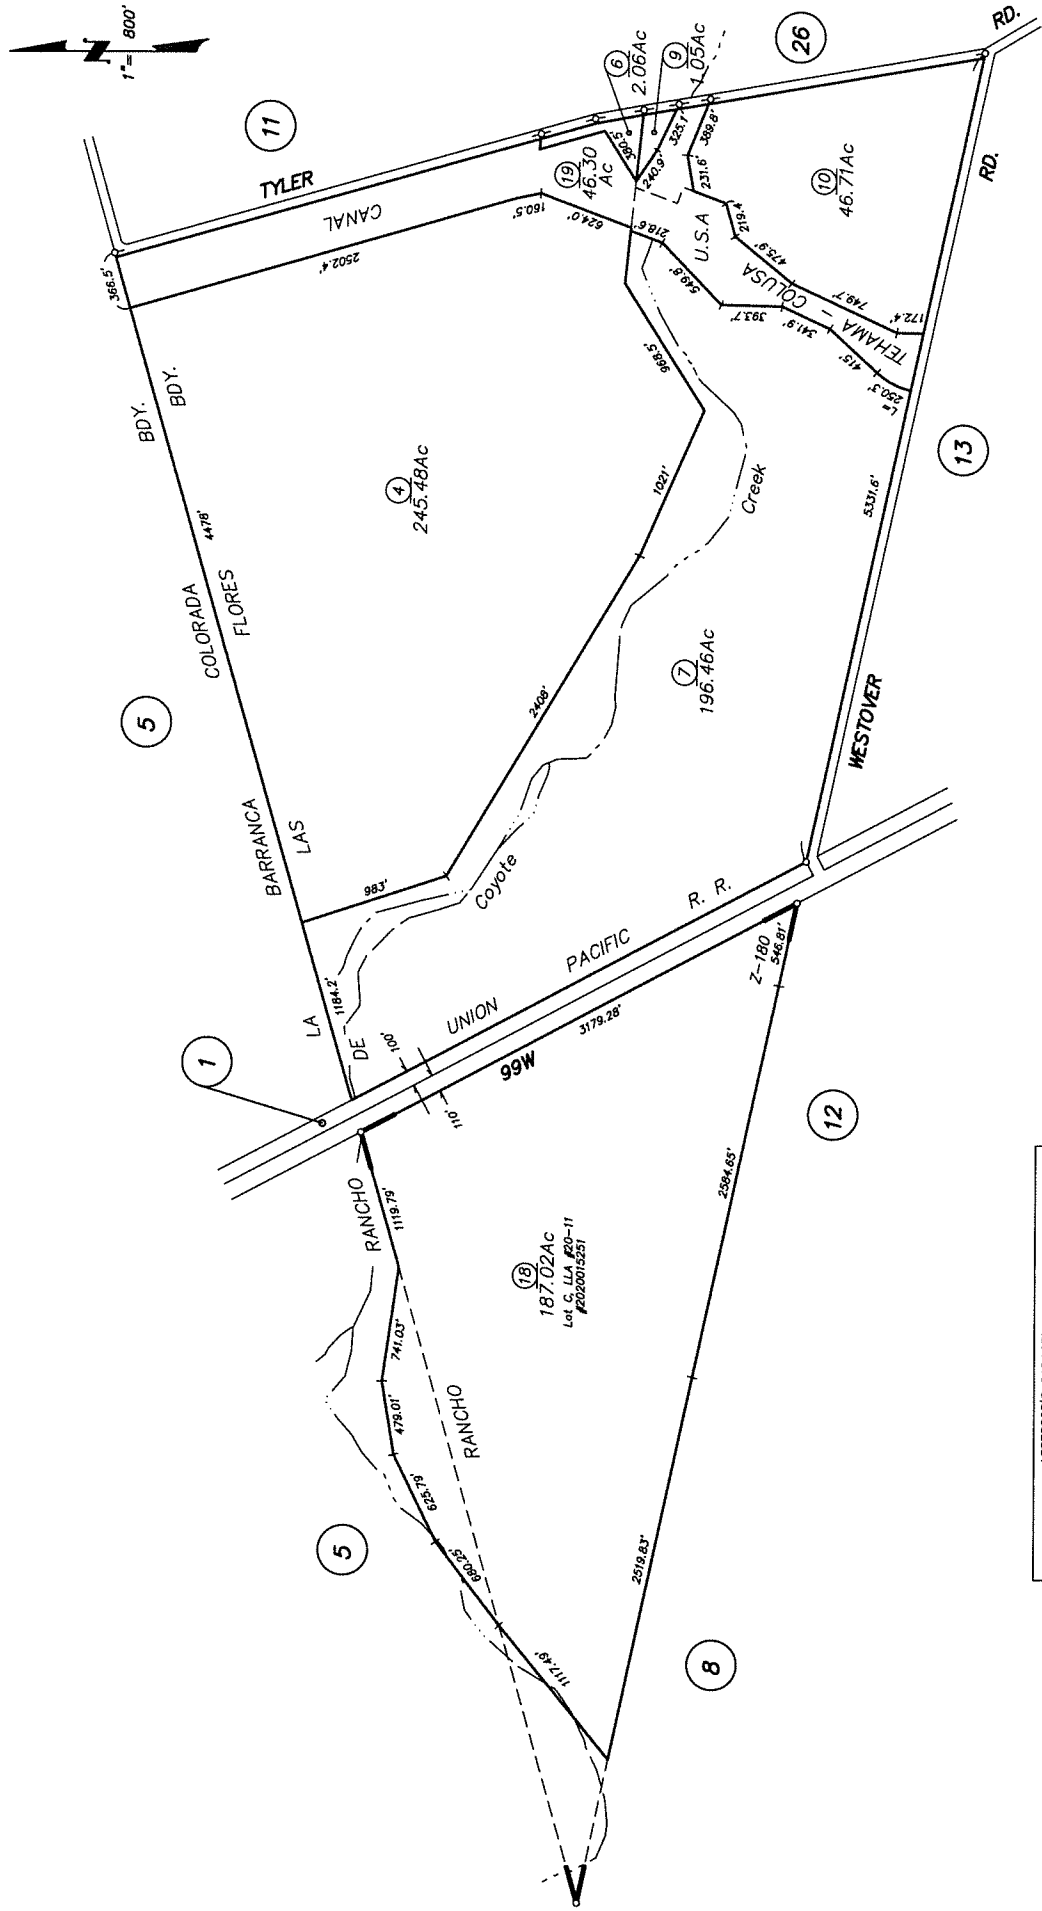 1"= 800'
N
11
TYLER
CANAL
366.5'
2502.4'
160.5'
624.0'
218.6'
19
46.30
Ac
380.5'
6
2.06Ac
9
1.05Ac
26
240.9'
325.1'
389.8'
231.6'
219.4'
475.9'
749.7'
172.4'
U.S.A
TEHAMA - COLUSA
10
46.71Ac
RD.
RD.
549.8'
393.7'
341.9'
415'
L=
250.3'
BDY.
BDY.
4478'
COLORADA
FLORES
BARRANCA
LAS
LA
DE
4
245.48Ac
968.5'
1021'
2408'
983'
1184.2'
Coyote
Creek
7
196.46Ac
5331.6'
13
WESTOVER
5
1
UNION
PACIFIC
R. R.
100'
110'
99W
3179.28'
Z-180
546.81'
12
2584.65'
2519.83'
RANCHO
1119.79'
741.03'
479.01'
625.79'
680.25'
1117.49'
RANCHO
18
187.02Ac
Lot C, LLA #20-11
#2020015251
5
8